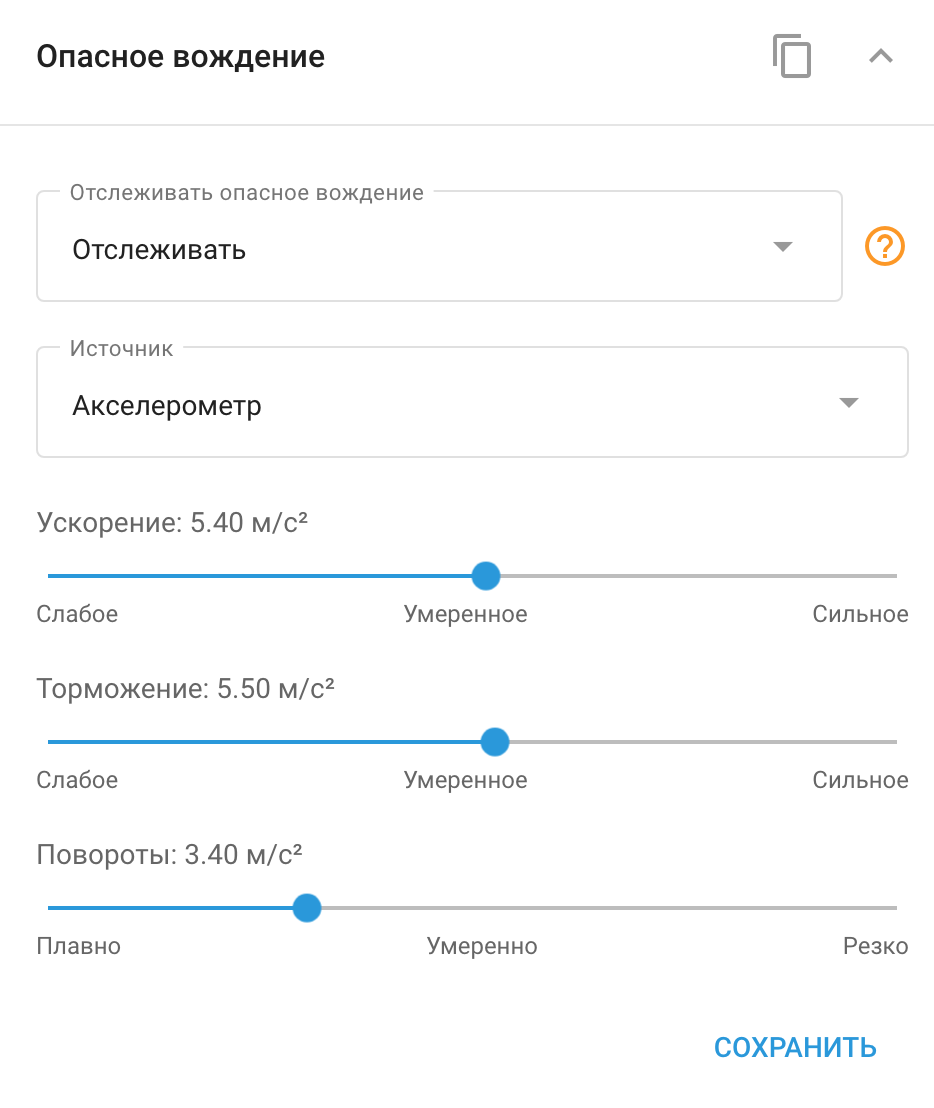 Опасное вождение
Отслеживать опасное вождение
Отслеживать
?
Источник
Акселерометр
Ускорение: 5.40 м/с²
Слабое Умеренное Сильное
Торможение: 5.50 м/с²
Слабое Умеренное Сильное
Повороты: 3.40 м/с²
Плавно Умеренно Резко
СОХРАНИТЬ